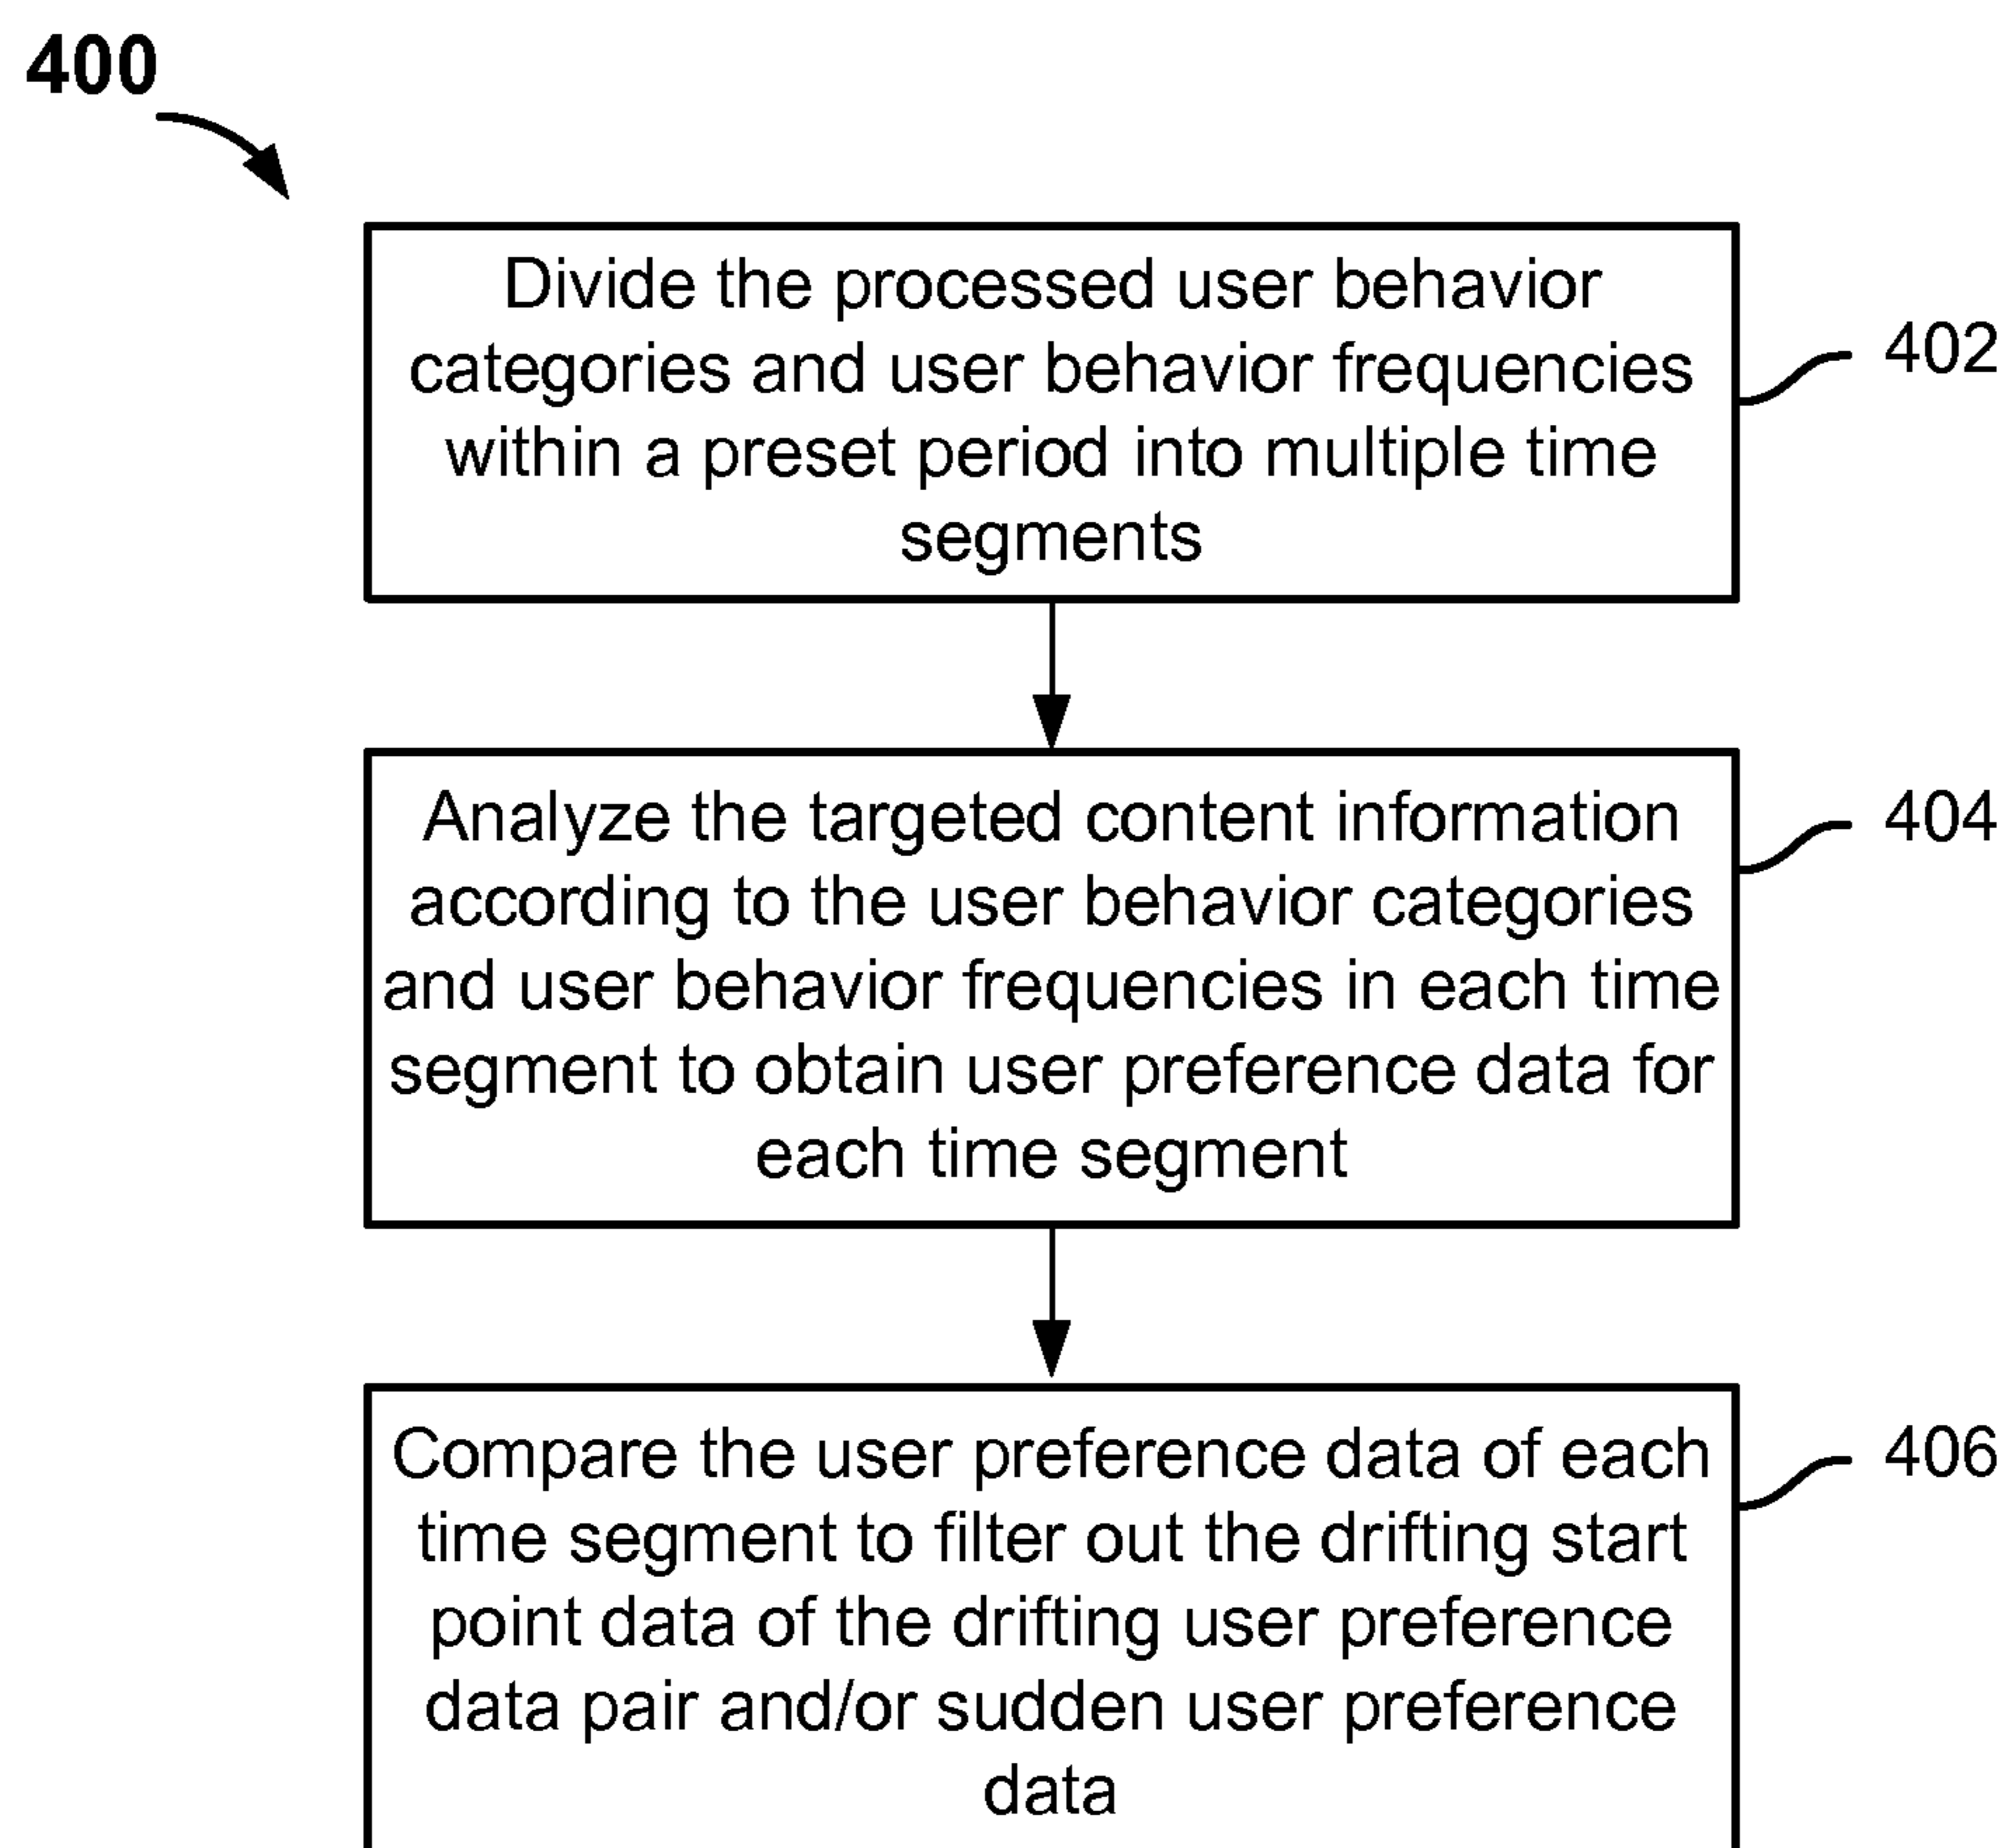 400
Divide the processed user behavior
categories and user behavior frequencies
within a preset period into multiple time
segments
402
Analyze the targeted content information
according to the user behavior categories
and user behavior frequencies in each time
segment to obtain user preference data for
each time segment
404
Compare the user preference data of each
time segment to filter out the drifting start
point data of the drifting user preference
data pair and/or sudden user preference
data
406